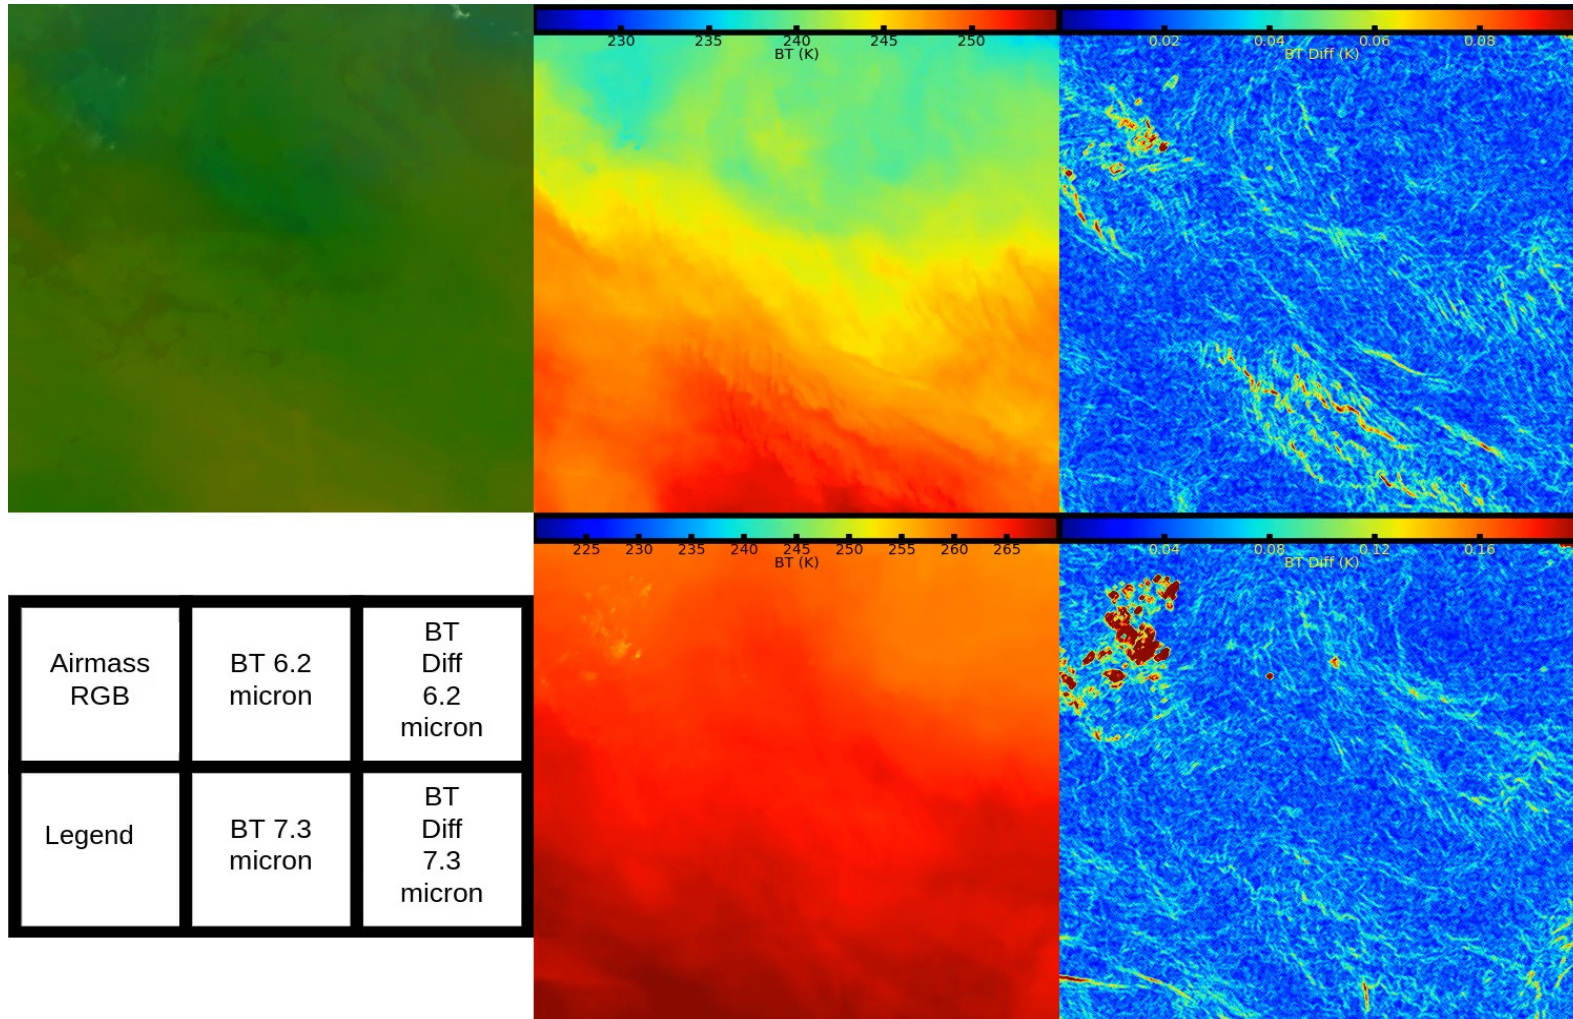 230 235 240 245 250
BT (K)
0.02 0.04 0.06 0.08
BT Diff (K)
Airmass
RGB
BT 6.2
micron
BT
Diff
6.2
micron
Legend
BT 7.3
micron
BT
Diff
7.3
micron
225 230 235 240 245 250 255 260 265
BT (K)
0.04 0.08 0.12 0.16
BT Diff (K)